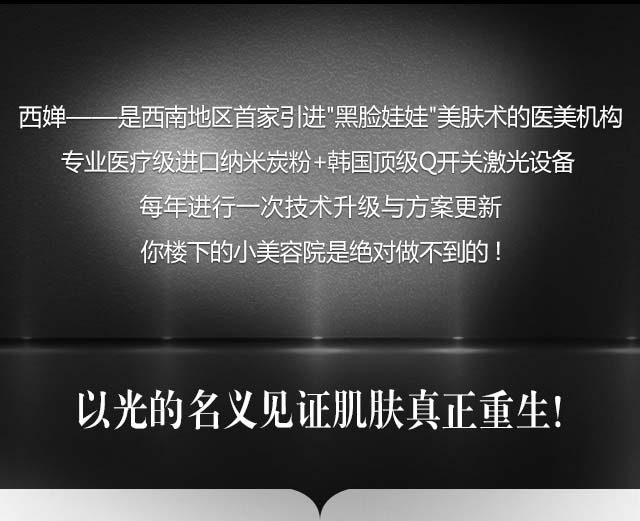 西婵——是西南地区首家引进"黑脸娃娃"美肤术的医美机构
专业医疗级进口纳米炭粉+韩国顶级Q开关激光设备
每年进行一次技术升级与方案更新
你楼下的小美容院是绝对做不到的！
以光的名义见证肌肤真正重生!